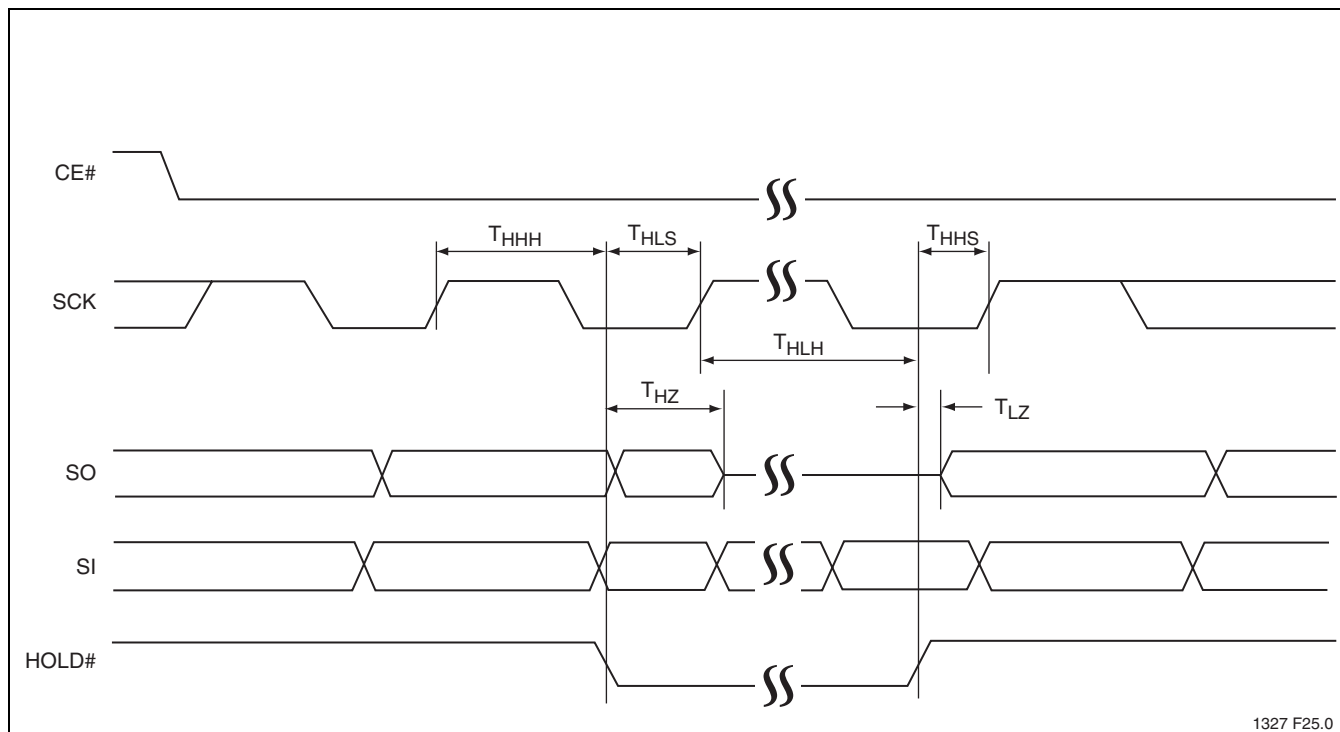 CE#
T_HHH T_HLS T_HHS
SCK
T_HLH
T_HZ T_LZ
SO
SI
HOLD#
1327 F25.0